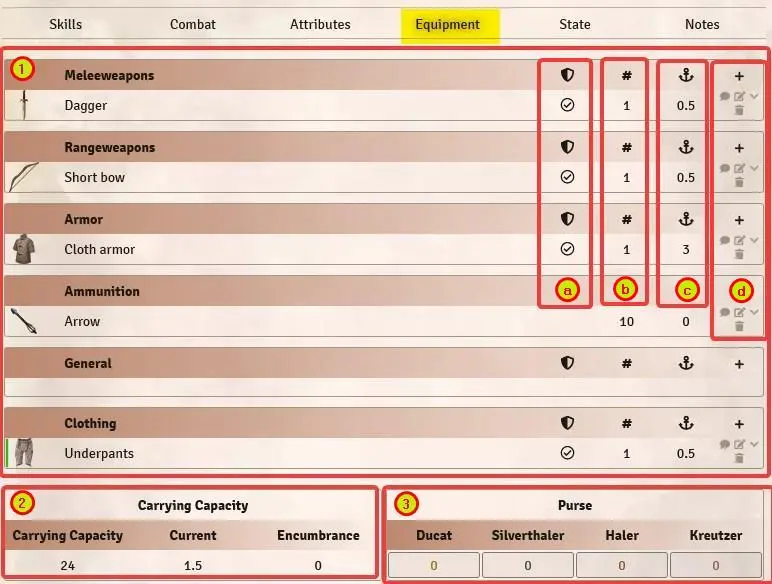 Skills Combat Attributes Equipment State Notes
1 Meleeweapons # +
Dagger 1 0.5
Rangeweapons # +
Short bow 1 0.5
Armor # +
Cloth armor 1 3
Ammunition a b c d
Arrow 10 0
General # +
Clothing # +
Underpants 1 0.5
2 Carrying Capacity
Carrying Capacity Current Encumbrance
24 1.5 0
3 Purse
Ducat Silverthaler Haler Kreutzer
0 0 0 0